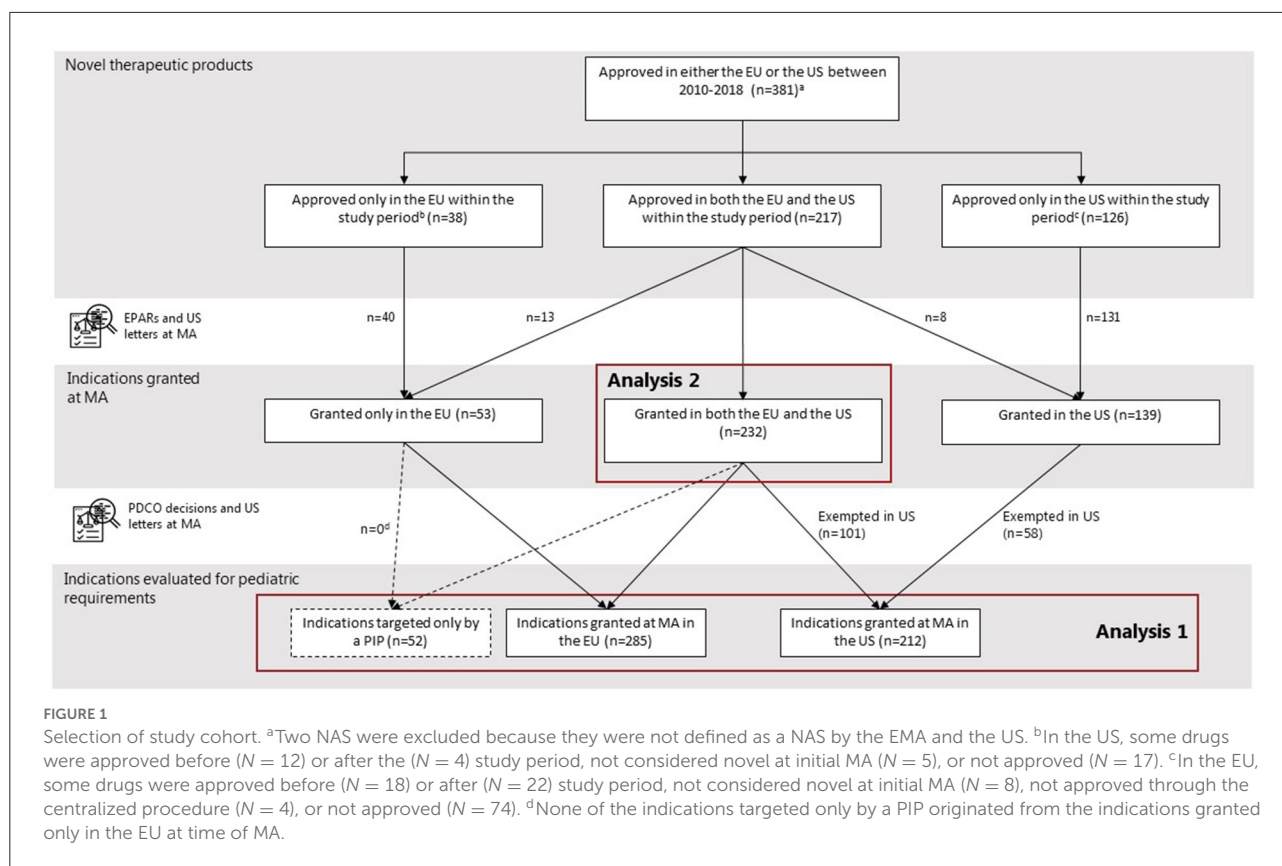 Novel therapeutic products
Approved in either the EU or the US between
2010-2018 (n=381)ᵃ
Approved only in the EU within the
study periodᵇ (n=38)
Approved in both the EU and the US
within the study period (n=217)
Approved only in the US within the study
periodᶜ (n=126)
EPARs and US
letters at MA
n=40
n=13
n=8
n=131
Indications granted
at MA
Analysis 2
Granted only in the EU (n=53)
Granted in both the EU and the US
(n=232)
Granted in the US (n=139)
PDCO decisions and US
letters at MA
n=0ᵈ
Exempted in US
(n=101)
Exempted in US
(n=58)
Indications evaluated for pediatric
requirements
Indications targeted only by
a PIP (n=52)
Indications granted at MA in
the EU (n=285)
Indications granted at MA in
the US (n=212)
Analysis 1
FIGURE 1
Selection of study cohort. ᵃTwo NAS were excluded because they were not defined as a NAS by the EMA and the US. ᵇIn the US, some drugs
were approved before (N = 12) or after the (N = 4) study period, not considered novel at initial MA (N = 5), or not approved (N = 17). ᶜIn the EU,
some drugs were approved before (N = 18) or after (N = 22) study period, not considered novel at initial MA (N = 8), not approved through the
centralized procedure (N = 4), or not approved (N = 74). ᵈNone of the indications targeted only by a PIP originated from the indications granted
only in the EU at time of MA.